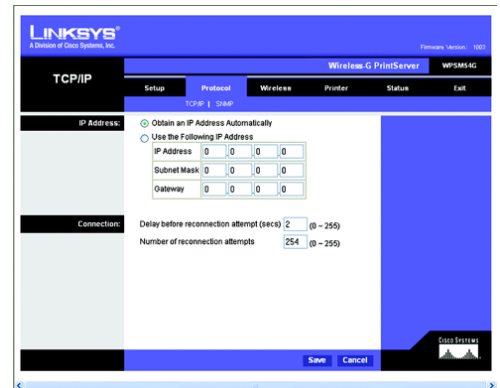 LINKSYS®
A Division of Cisco Systems, Inc.
Firmware Version: 1003
Wireless-G PrintServer WPSM54G
TCP/IP
Setup Protocol Wireless Printer Status Exit
TCP/IP | SNMP
IP Address:
Obtain an IP Address Automatically
Use the Following IP Address
IP Address 0 .0 .0 .0
Subnet Mask 0 .0 .0 .0
Gateway 0 .0 .0 .0
Connection:
Delay before reconnection attempt (secs) 2 (0 ~ 255)
Number of reconnection attempts 254 (0 ~ 255)
CISCO SYSTEMS
Save Cancel